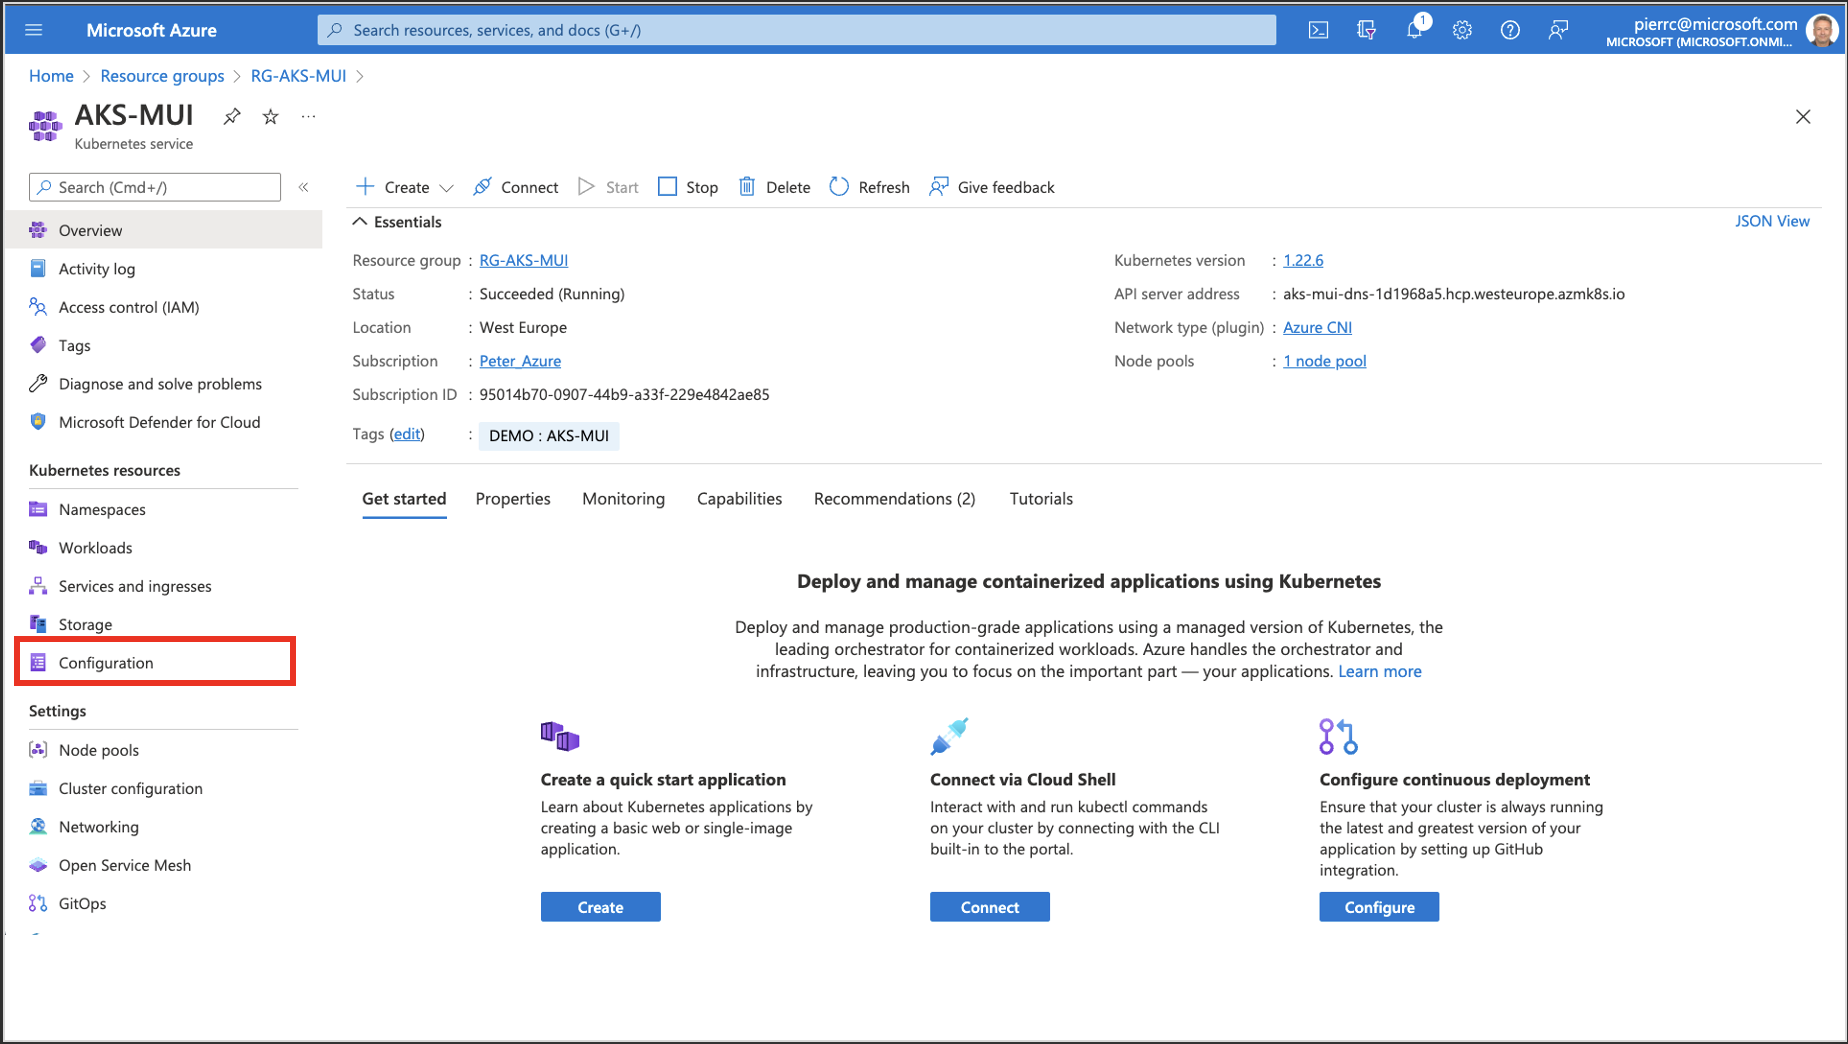 Microsoft Azure
Search resources, services, and docs (G+/)
1
pierrc@microsoft.com
MICROSOFT (MICROSOFT.ONMI...
Home > Resource groups > RG-AKS-MUI >
AKS-MUI
Kubernetes service
Search (Cmd+/)
Create
Connect
Start
Stop
Delete
Refresh
Give feedback
Overview
Activity log
Access control (IAM)
Tags
Diagnose and solve problems
Microsoft Defender for Cloud
Kubernetes resources
Namespaces
Workloads
Services and ingresses
Storage
Configuration
Settings
Node pools
Cluster configuration
Networking
Open Service Mesh
GitOps
Essentials
JSON View
Resource group : RG-AKS-MUI
Status : Succeeded (Running)
Location : West Europe
Subscription : Peter_Azure
Subscription ID : 95014b70-0907-44b9-a33f-229e4842ae85
Tags (edit) : DEMO : AKS-MUI
Kubernetes version : 1.22.6
API server address : aks-mui-dns-1d1968a5.hcp.westeurope.azmk8s.io
Network type (plugin) : Azure CNI
Node pools : 1 node pool
Get started
Properties
Monitoring
Capabilities
Recommendations (2)
Tutorials
Deploy and manage containerized applications using Kubernetes
Deploy and manage production-grade applications using a managed version of Kubernetes, the
leading orchestrator for containerized workloads. Azure handles the orchestrator and
infrastructure, leaving you to focus on the important part — your applications. Learn more
Create a quick start application
Learn about Kubernetes applications by
creating a basic web or single-image
application.
Create
Connect via Cloud Shell
Interact with and run kubectl commands
on your cluster by connecting with the CLI
built-in to the portal.
Connect
Configure continuous deployment
Ensure that your cluster is always running
the latest and greatest version of your
application by setting up GitHub
integration.
Configure